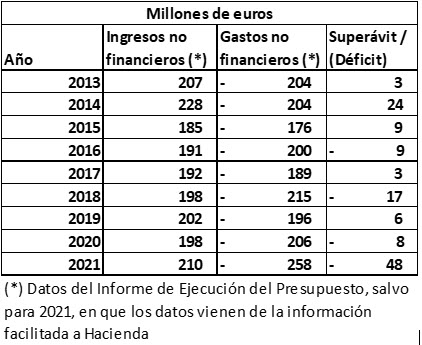 Millones de euros
Año Ingresos no financieros (*) Gastos no financieros (*) Superávit / (Déficit)
2013 207 - 204 3
2014 228 - 204 24
2015 185 - 176 9
2016 191 - 200 - 9
2017 192 - 189 3
2018 198 - 215 - 17
2019 202 - 196 6
2020 198 - 206 - 8
2021 210 - 258 - 48
(*) Datos del Informe de Ejecución del Presupuesto, salvo
para 2021, en que los datos vienen de la información
facilitada a Hacienda